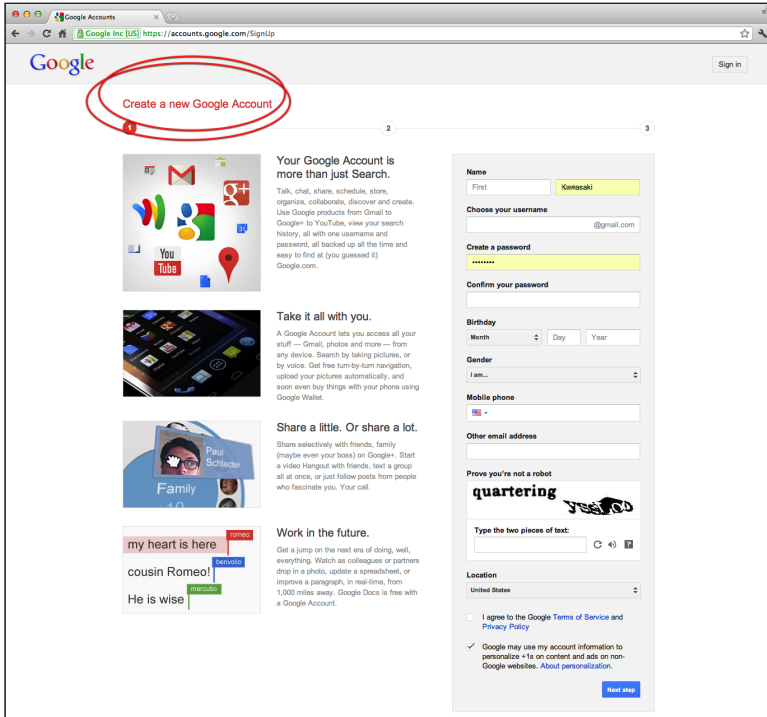 Google Accounts
Google Inc [US] https://accounts.google.com/SignUp
Google
Sign in
Create a new Google Account
1
2
3
Your Google Account is
more than just Search.
Talk, chat, share, schedule, store,
organize, collaborate, discover and create.
Use Google products from Gmail to
Google+ to YouTube, view your search
history, all with one username and
password, all backed up all the time and
easy to find at (you guessed it)
Google.com.
g+
31
You
Tube
Take it all with you.
A Google Account lets you access all your
stuff — Gmail, photos and more — from
any device. Search by taking pictures, or
by voice. Get free turn-by-turn navigation,
upload your pictures automatically, and
soon even buy things with your phone using
Google Wallet.
Share a little. Or share a lot.
Share selectively with friends, family
(maybe even your boss) on Google+. Start
a video Hangout with friends, text a group
all at once, or just follow posts from people
who fascinate you. Your call.
Paul
Schlacter
Family
10
Work in the future.
Get a jump on the next era of doing, well,
everything. Watch as colleagues or partners
drop in a photo, update a spreadsheet, or
improve a paragraph, in real-time, from
1,000 miles away. Google Docs is free with
a Google Account.
romeo
my heart is here
benvolio
cousin Romeo!
mercutio
He is wise
Name
First
Kawasaki
Choose your username
@gmail.com
Create a password
••••••••
Confirm your password
Birthday
Month
Day
Year
Gender
I am...
Mobile phone
Other email address
Prove you're not a robot
quartering
Type the two pieces of text:
?
Location
United States
I agree to the Google Terms of Service and
Privacy Policy
Google may use my account information to
personalize +1s on content and ads on non-
Google websites. About personalization.
Next step